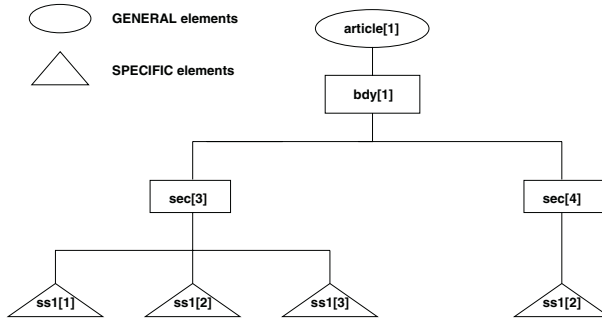 GENERAL elements
article[1]
SPECIFIC elements
bdy[1]
sec[3]
sec[4]
ss1[1]
ss1[2]
ss1[3]
ss1[2]